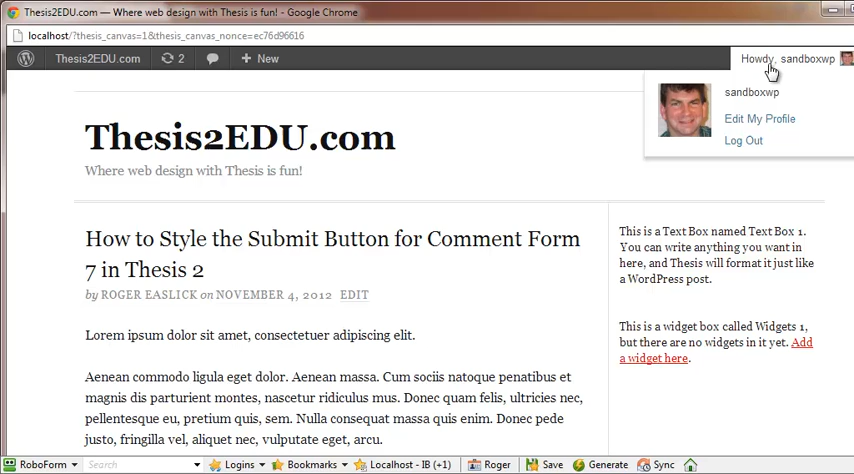 Thesis2EDU.com — Where web design with Thesis is fun! - Google Chrome
localhost/?thesis_canvas=1&thesis_canvas_nonce=ec76d96616
Thesis2EDU.com 2 + New Howdy, sandboxwp
sandboxwp
Edit My Profile
Log Out
Thesis2EDU.com
Where web design with Thesis is fun!
How to Style the Submit Button for Comment Form
7 in Thesis 2
by ROGER EASLICK on NOVEMBER 4, 2012 EDIT
Lorem ipsum dolor sit amet, consectetuer adipiscing elit.
Aenean commodo ligula eget dolor. Aenean massa. Cum sociis natoque penatibus et
magnis dis parturient montes, nascetur ridiculus mus. Donec quam felis, ultricies nec,
pellentesque eu, pretium quis, sem. Nulla consequat massa quis enim. Donec pede
justo, fringilla vel, aliquet nec, vulputate eget, arcu.
This is a Text Box named Text Box 1.
You can write anything you want in
here, and Thesis will format it just like
a WordPress post.
This is a widget box called Widgets 1,
but there are no widgets in it yet. Add
a widget here.
RoboForm Search Logins Bookmarks Localhost - IB (+1) Roger Save Generate Sync